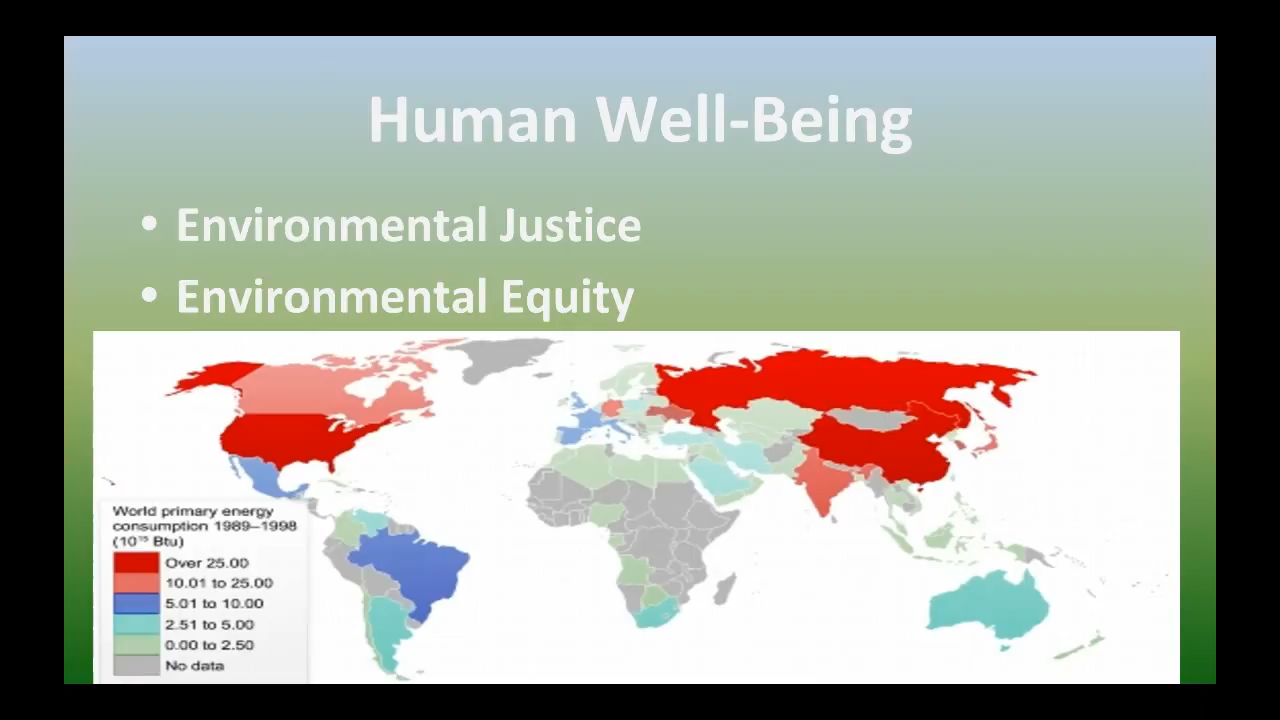 Human Well-Being
• Environmental Justice
• Environmental Equity
World primary energy
consumption 1989–1998
(10¹⁵ Btu)
Over 25.00
10.01 to 25.00
5.01 to 10.00
2.51 to 5.00
0.00 to 2.50
No data